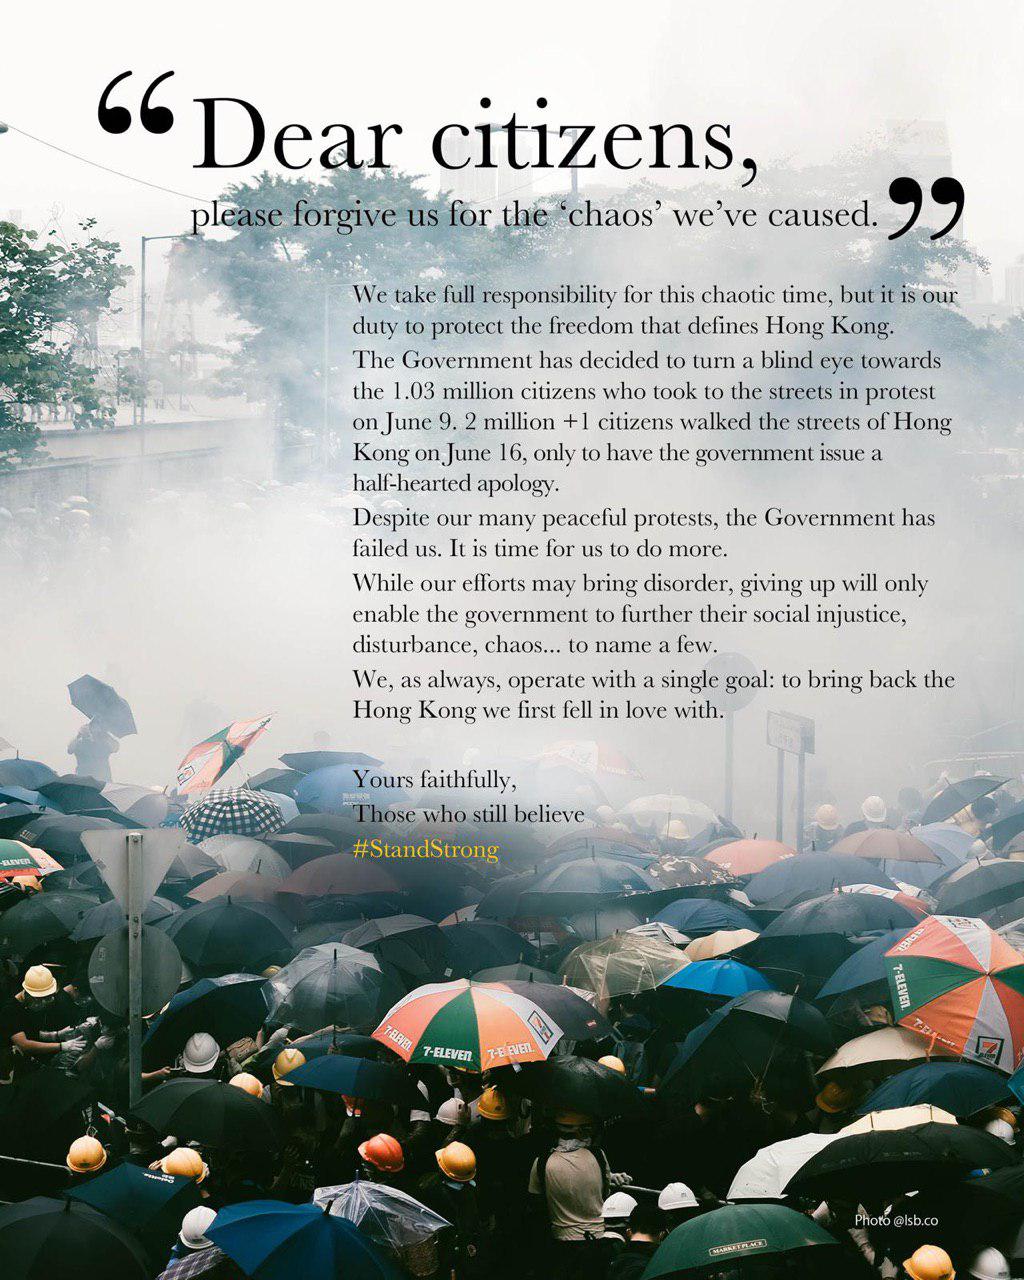 “Dear citizens,
please forgive us for the ‘chaos’ we’ve caused.”
We take full responsibility for this chaotic time, but it is our
duty to protect the freedom that defines Hong Kong.
The Government has decided to turn a blind eye towards
the 1.03 million citizens who took to the streets in protest
on June 9. 2 million +1 citizens walked the streets of Hong
Kong on June 16, only to have the government issue a
half-hearted apology.
Despite our many peaceful protests, the Government has
failed us. It is time for us to do more.
While our efforts may bring disorder, giving up will only
enable the government to further their social injustice,
disturbance, chaos... to name a few.
We, as always, operate with a single goal: to bring back the
Hong Kong we first fell in love with.
Yours faithfully,
Those who still believe
#StandStrong
7-ELEVEN
7-ELEVEN
7-ELEVEN
7-ELEVEN
7-ELEVEN
Deloitte.
MARKET PLACE
Photo @lsb.co